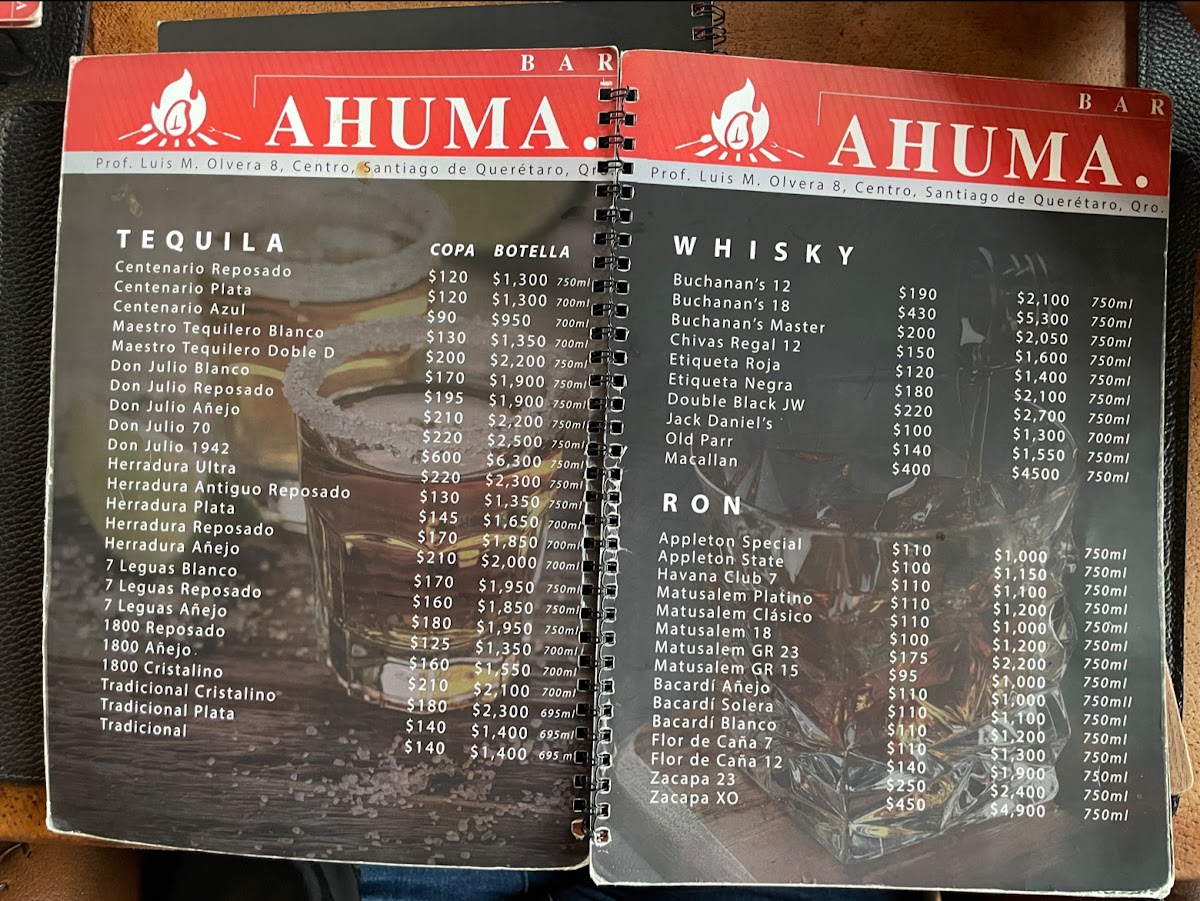 BAR
AHUMA.
Prof. Luis M. Olvera 8, Centro, Santiago de Querétaro, Qr
TEQUILA COPA BOTELLA
Centenario Reposado $120 $1,300 750ml
Centenario Plata $120 $1,300 700ml
Centenario Azul $90 $950 700ml
Maestro Tequilero Blanco $130 $1,350 700ml
Maestro Tequilero Doble D $200 $2,200 750ml
Don Julio Blanco $170 $1,900 750ml
Don Julio Reposado $195 $1,900 750ml
Don Julio Añejo $210 $2,200 750ml
Don Julio 70 $220 $2,500 750ml
Don Julio 1942 $600 $6,300 750ml
Herradura Ultra $220 $2,300 750ml
Herradura Antiguo Reposado $130 $1,350 750ml
Herradura Plata $145 $1,650 700ml
Herradura Reposado $170 $1,850 700ml
Herradura Añejo $210 $2,000 700ml
7 Leguas Blanco $170 $1,950 750ml
7 Leguas Reposado $160 $1,850 750ml
7 Leguas Añejo $180 $1,950 750ml
1800 Reposado $125 $1,350 700ml
1800 Añejo $160 $1,550 700ml
1800 Cristalino $210 $2,100 700ml
Tradicional Cristalino $180 $2,300 695ml
Tradicional Plata $140 $1,400 695ml
Tradicional $140 $1,400 695 ml
BAR
AHUMA.
Prof. Luis M. Olvera 8, Centro, Santiago de Querétaro, Qro.
WHISKY
Buchanan's 12 $190 $2,100 750ml
Buchanan's 18 $430 $5,300 750ml
Buchanan's Master $200 $2,050 750ml
Chivas Regal 12 $150 $1,600 750ml
Etiqueta Roja $120 $1,400 750ml
Etiqueta Negra $180 $2,100 750ml
Double Black JW $220 $2,700 750ml
Jack Daniel's $100 $1,300 700ml
Old Parr $140 $1,550 750ml
Macallan $400 $4500 750ml
RON
Appleton Special $110 $1,000 750ml
Appleton State $100 $1,150 750ml
Havana Club 7 $110 $1,100 750ml
Matusalem Platino $110 $1,200 750ml
Matusalem Clásico $110 $1,000 750ml
Matusalem 18 $100 $1,200 750ml
Matusalem GR 23 $175 $2,200 750ml
Matusalem GR 15 $95 $1,000 750ml
Bacardí Añejo $110 $1,000 750mll
Bacardí Solera $110 $1,100 750ml
Bacardí Blanco $110 $1,200 750ml
Flor de Caña 7 $110 $1,300 750ml
Flor de Caña 12 $140 $1,900 750ml
Zacapa 23 $250 $2,400 750ml
Zacapa XO $450 $4,900 750ml